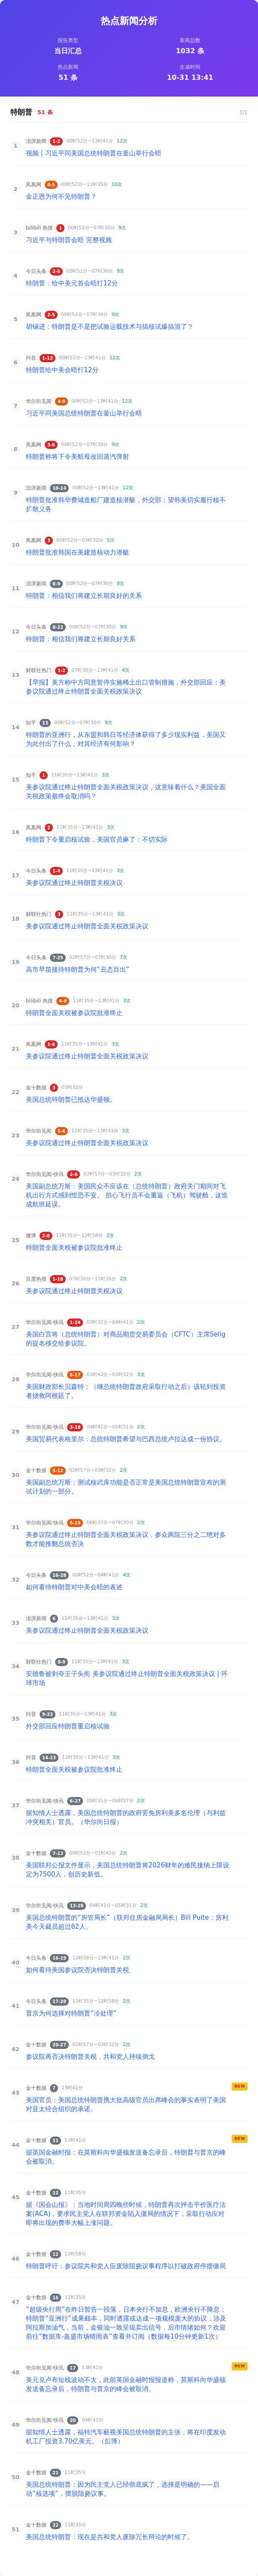 热点新闻分析
报告类型
新闻总数
当日汇总
1032 条
热点新闻
生成时间
51 条
10-31 13:41
特朗普 51 条
1/1
1
澎湃新闻 1-2 00时52分~13时41分 12次
视频丨习近平同美国总统特朗普在釜山举行会晤
2
凤凰网 4-5 00时52分~11时35分 10次
金正恩为何不见特朗普？
3
bilibili 热搜 1 00时52分~07时30分 9次
习近平与特朗普会晤 完整视频
4
今日头条 2-5 00时52分~07时30分 9次
特朗普：给中美元首会晤打12分
5
凤凰网 2-5 00时52分~07时30分 9次
胡锡进：特朗普是不是把试验运载技术与搞核试爆搞混了？
6
抖音 1-13 00时52分~13时41分 12次
特朗普给中美会晤打12分
7
华尔街见闻 4-9 00时52分~13时41分 12次
习近平同美国总统特朗普在釜山举行会晤
8
凤凰网 3-6 00时52分~07时30分 9次
特朗普称将下令美航母改回蒸汽弹射
9
澎湃新闻 10-14 00时52分~13时41分 12次
特朗普批准韩华费城造船厂建造核潜艇，外交部：望韩美切实履行核不
扩散义务
10
凤凰网 3 00时52分~03时32分 5次
特朗普批准韩国在美建造核动力潜艇
11
澎湃新闻 8-9 00时52分~07时30分 9次
特朗普：相信我们将建立长期良好的关系
12
今日头条 8-22 00时52分~07时30分 9次
特朗普：相信我们将建立长期良好关系
13
财联社热门 1-2 07时30分~13时41分 4次
【早报】美方称中方同意暂停实施稀土出口管制措施，外交部回应；美
参议院通过终止特朗普全面关税政策决议
14
知乎 13 00时52分~07时30分 9次
特朗普的亚洲行，从东盟和韩日等经济体获得了多少现实利益，美国又
为此付出了什么，对其经济有何影响？
15
知乎 1 11时35分~13时41分 3次
美参议院通过终止特朗普全面关税政策决议，这意味着什么？美国全面
关税政策最终会取消吗？
16
凤凰网 2 11时35分~13时41分 3次
特朗普下令重启核试验，美国官员麻了：不切实际
17
今日头条 1-4 11时35分~13时41分 3次
美参议院通过终止特朗普关税决议
18
财联社热门 3 11时35分~13时41分 3次
美参议院通过终止特朗普全面关税政策决议
19
今日头条 7-25 02时57分~07时30分 7次
高市早苗接待特朗普为何“丑态百出”
20
bilibili 热搜 4-9 11时35分~13时41分 3次
特朗普全面关税被参议院批准终止
21
凤凰网 1-6 11时35分~13时41分 3次
美参议院通过终止特朗普全面关税政策决议
22
金十数据 3 03时32分
美国总统特朗普已抵达华盛顿。
23
华尔街见闻 5-6 11时35分~13时41分 3次
美参议院通过终止特朗普全面关税政策决议
24
华尔街见闻-快讯 2-6 02时57分~03时32分 2次
美国副总统万斯：美国民众不应该在（总统特朗普）政府关门期间对飞
机出行方式感到惶恐不安。 担心飞行员不会重返（飞机）驾驶舱，这造
成航班延误。
25
微博 2-8 11时35分~12时58分 2次
特朗普全面关税被参议院批准终止
26
百度热搜 1-18 07时30分~11时35分 2次
美参议院通过终止特朗普关税决议
27
华尔街见闻-快讯 1-24 03时32分~04时41分 2次
美国白宫将（总统特朗普）对商品期货交易委员会（CFTC）主席Selig
的提名移交给参议院。
28
华尔街见闻-快讯 5-17 01时42分~03时32分 3次
美国财政部长贝森特：（继总统特朗普政府采取行动之后）该轮到投资
者拯救阿根廷了。
29
华尔街见闻-快讯 3-18 04时41分~05时31分 2次
美国贸易代表格里尔：总统特朗普希望与巴西总统卢拉达成一份协议。
30
金十数据 5-12 02时57分~03时32分 2次
美国副总统万斯：测试核武库功能是否正常是美国总统特朗普宣布的测
试计划的一部分。
31
华尔街见闻-快讯 5-15 06时37分~07时30分 2次
美参议院通过终止特朗普全面关税政策决议，参众两院三分之二绝对多
数才能推翻总统否决
32
今日头条 16-28 00时52分~04时41分 4次
如何看待特朗普对中美会晤的表述
33
澎湃新闻 6 11时35分~13时41分 3次
美参议院通过终止特朗普全面关税政策决议
34
财联社热门 8-9 11时35分~13时41分 3次
安德鲁被剥夺王子头衔 美参议院通过终止特朗普全面关税政策决议 | 环
球市场
35
抖音 9-23 11时35分~13时41分 3次
外交部回应特朗普重启核试验
36
抖音 14-23 11时35分~13时41分 3次
特朗普全面关税被参议院批准终止
37
华尔街见闻-快讯 6-27 05时31分~06时37分 2次
据知情人士透露，美国总统特朗普的政府罢免房利美多名伦理（与利益
冲突相关）官员。（华尔街日报）
38
金十数据 7-13 00时52分~01时42分 2次
美国联邦公报文件显示，美国总统特朗普将2026财年的难民接纳上限设
定为7500人，创历史新低。
39
华尔街见闻-快讯 13-28 04时41分~05时31分 2次
美国总统特朗普的“房管局长”（联邦住房金融局局长）Bill Pulte：房利
美今天裁员超过62人。
40
今日头条 16-19 12时58分~13时41分 2次
如何看待美国参议院否决特朗普关税
41
今日头条 17-28 11时35分~12时58分 2次
普京为何选择对特朗普“冷处理”
42
金十数据 20-27 02时57分~03时32分 2次
参议院再否决特朗普关税，共和党人持续倒戈
43
金十数据 7 13时41分
NEW
美国官员：美国总统特朗普携大批高级官员出席峰会的事实表明了美国
对亚太经合组织的承诺。
44
金十数据 15 13时41分
NEW
据英国金融时报：在莫斯科向华盛顿发送备忘录后，特朗普与普京的峰
会被取消。
45
金十数据 12 11时35分
据《国会山报》：当地时间周四晚些时候，特朗普再次抨击平价医疗法
案(ACA)，要求民主党人在联邦资金陷入僵局的情况下，采取行动应对
即将出现的费率大幅上涨问题。
46
金十数据 12 12时58分
特朗普呼吁：参议院共和党人应废除阻挠议事程序以打破政府停摆僵局
47
金十数据 16 11时35分
“超级央行周”在昨日暂告一段落，日本央行不加息，欧洲央行不降息；
特朗普“亚洲行”成果颇丰，同时透露或达成一项规模庞大的协议，涉及
阿拉斯加油气，当前，金银油一致呈现卖出信号，后市情绪如何？欢迎
前往“数据库-嘉盛市场晴雨表”查看并订阅（数据每10分钟更新1次）
48
华尔街见闻-快讯 17 13时41分
NEW
美元兑卢布短线波动不大，此前英国金融时报报道称，莫斯科向华盛顿
发送备忘录后，特朗普与普京的峰会被取消。
49
华尔街见闻-快讯 20 04时41分
据知情人士透露，福特汽车藐视美国总统特朗普的主张，将在印度发动
机工厂投资3.70亿美元。（彭博）
50
金十数据 21 11时35分
美国总统特朗普：因为民主党人已经彻底疯了，选择是明确的——启
动“核选项”，摆脱阻挠议事。
51
金十数据 22 11时35分
美国总统特朗普：现在是共和党人废除冗长辩论的时候了。